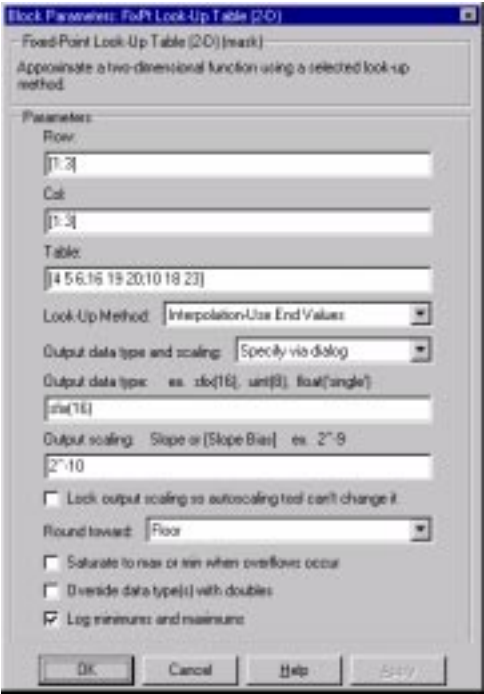 Block Parameters: FixPt Look-Up Table (2-D)
Fixed-Point Look-Up Table (2-D) (mask)
Approximate a two-dimensional function using a selected look-up
method.
Parameters
Row:
[1:3]
Col:
[1:3]
Table:
[4 5 6;16 19 20;10 18 23]
Look-Up Method: Interpolation-Use End Values
Output data type and scaling: Specify via dialog
Output data type: ex. sfix(16), uint(8), float('single')
sfix(16)
Output scaling: Slope or [Slope Bias] ex. 2^-9
2^-10
Lock output scaling so autoscaling tool can't change it
Round toward: Floor
Saturate to max or min when overflows occur
Override data type(s) with doubles
Log minimums and maximums
OK Cancel Help Apply